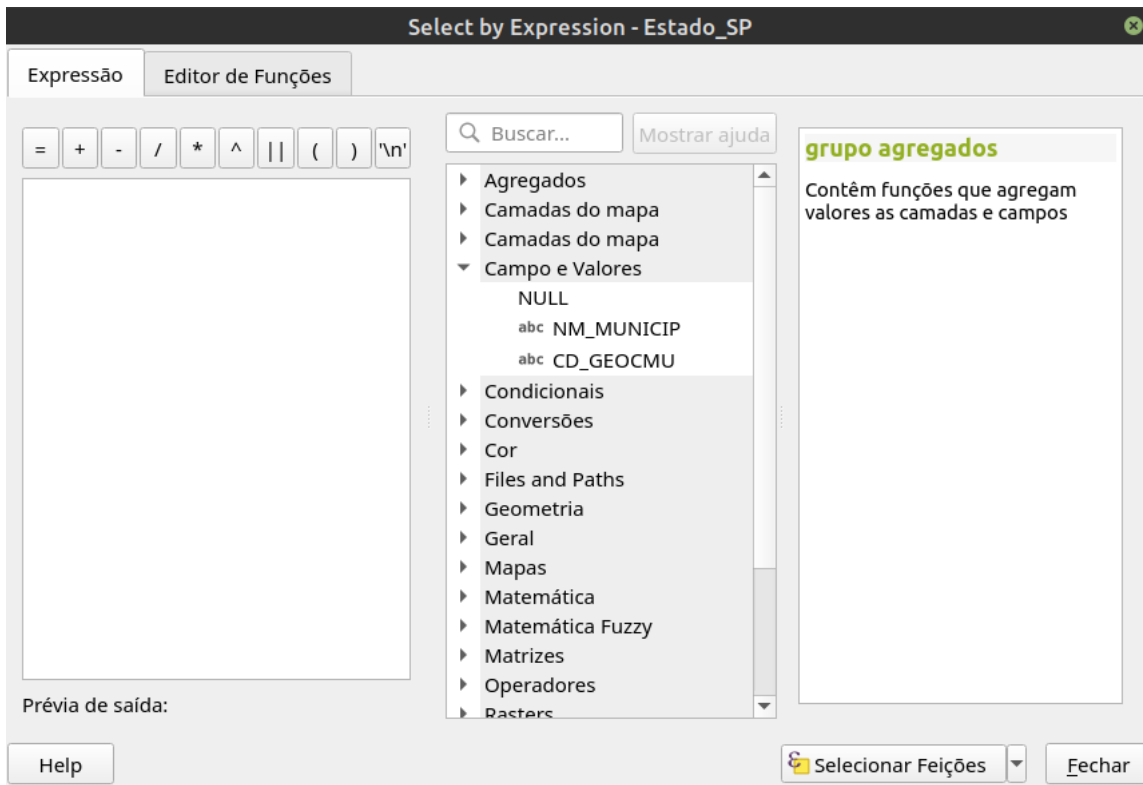 Select by Expression - Estado_SP
Expressão
Editor de Funções
= + - / * ^ || ( ) '\n'
Buscar...
Mostrar ajuda
Agregados
Camadas do mapa
Camadas do mapa
Campo e Valores
NULL
abc NM_MUNICIP
abc CD_GEOCMU
Condicionais
Conversões
Cor
Files and Paths
Geometria
Geral
Mapas
Matemática
Matemática Fuzzy
Matrizes
Operadores
Rasters
grupo agregados
Contêm funções que agregam
valores as camadas e campos
Prévia de saída:
Help
Selecionar Feições
Fechar